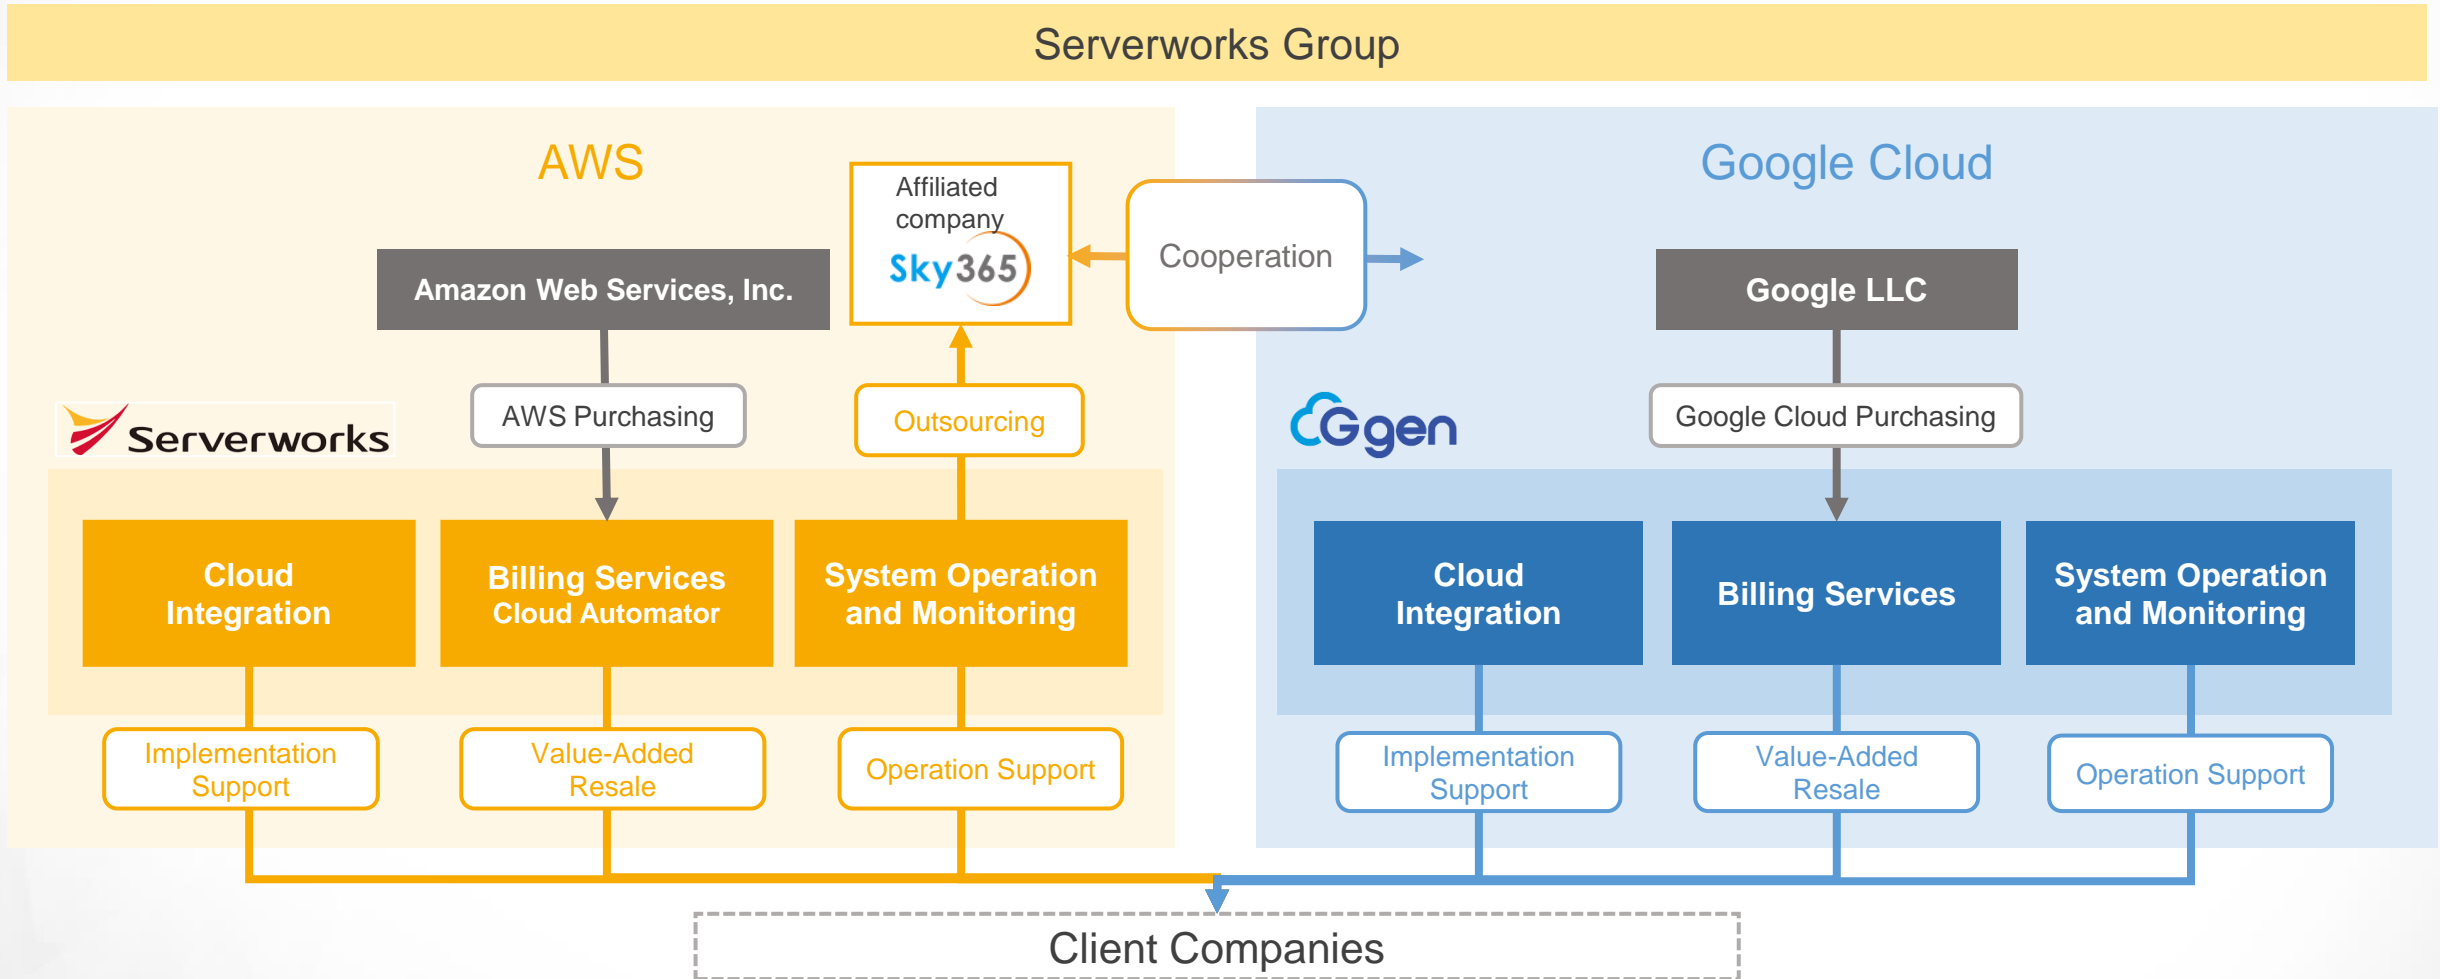 Serverworks Group
AWS
Google Cloud
Affiliated
company
Sky365
Cooperation
Amazon Web Services, Inc.
Google LLC
AWS Purchasing
Outsourcing
Google Cloud Purchasing
Serverworks
Ggen
Cloud
Integration
Billing Services
Cloud Automator
System Operation
and Monitoring
Cloud
Integration
Billing Services
System Operation
and Monitoring
Implementation
Support
Value-Added
Resale
Operation Support
Implementation
Support
Value-Added
Resale
Operation Support
Client Companies